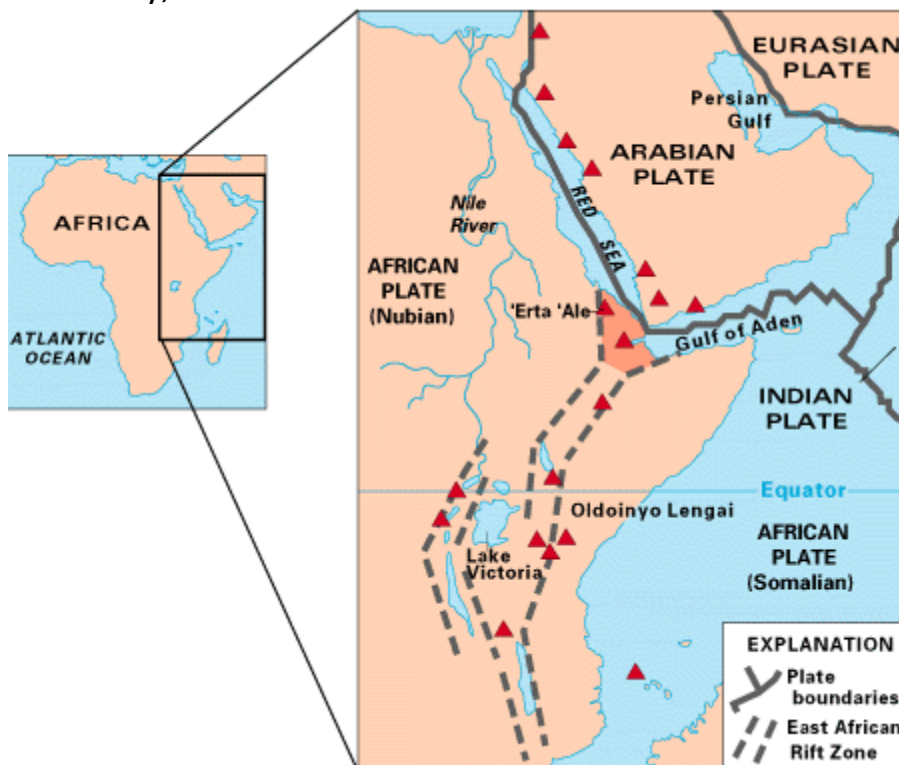 EURASIAN
PLATE
Persian
Gulf
ARABIAN
PLATE
RED
SEA
Nile
River
AFRICA
AFRICAN
PLATE
(Nubian)
'Erta 'Ale
Gulf of Aden
ATLANTIC
OCEAN
INDIAN
PLATE
Equator
Oldoinyo Lengai
AFRICAN
PLATE
(Somalian)
Lake
Victoria
EXPLANATION
Plate
boundaries
East African
Rift Zone